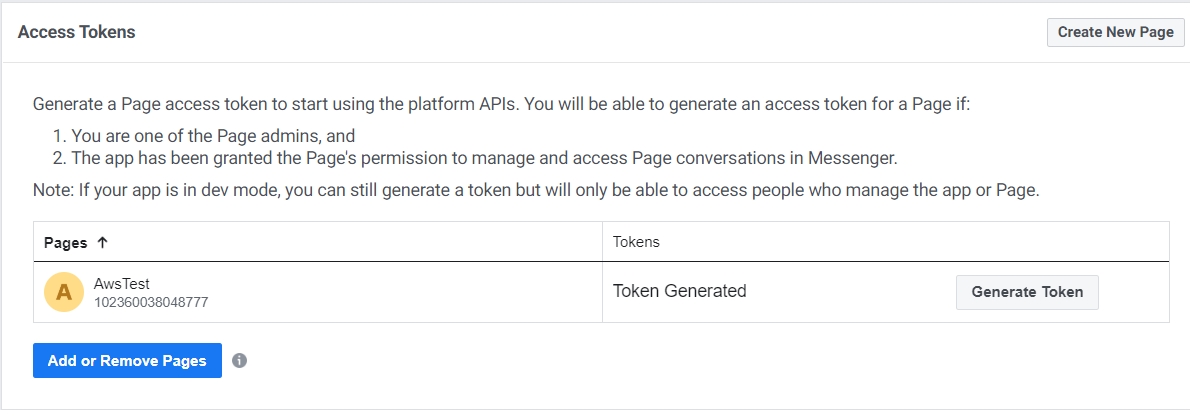 Access Tokens
Create New Page
Generate a Page access token to start using the platform APIs. You will be able to generate an access token for a Page if:
1. You are one of the Page admins, and
2. The app has been granted the Page's permission to manage and access Page conversations in Messenger.
Note: If your app is in dev mode, you can still generate a token but will only be able to access people who manage the app or Page.
Pages ↑
Tokens
A
AwsTest
102360038048777
Token Generated
Generate Token
Add or Remove Pages
i